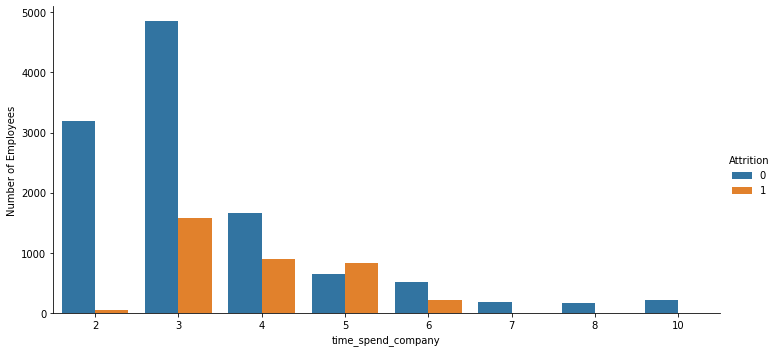 5000
4000
3000
2000
1000
0
Number of Employees
2 3 4 5 6 7 8 10
time_spend_company
Attrition
0
1